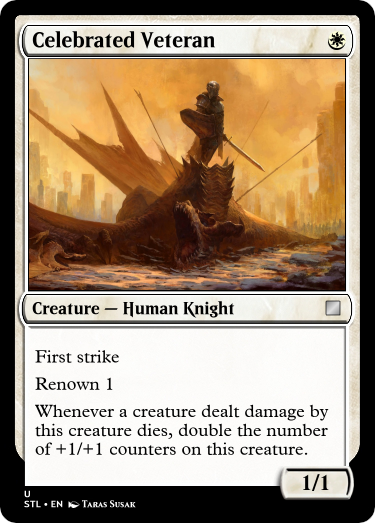 Celebrated Veteran
Creature — Human Knight
First strike
Renown 1
Whenever a creature dealt damage by
this creature dies, double the number
of +1/+1 counters on this creature.
1/1
U
STL • EN Taras Susak